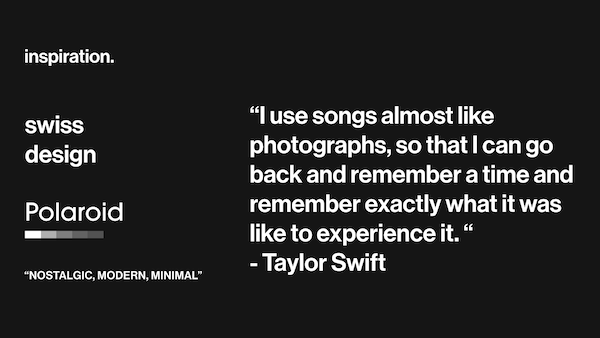 inspiration.
swiss
design
Polaroid
“NOSTALGIC, MODERN, MINIMAL”
“I use songs almost like
photographs, so that I can go
back and remember a time and
remember exactly what it was
like to experience it. “
- Taylor Swift